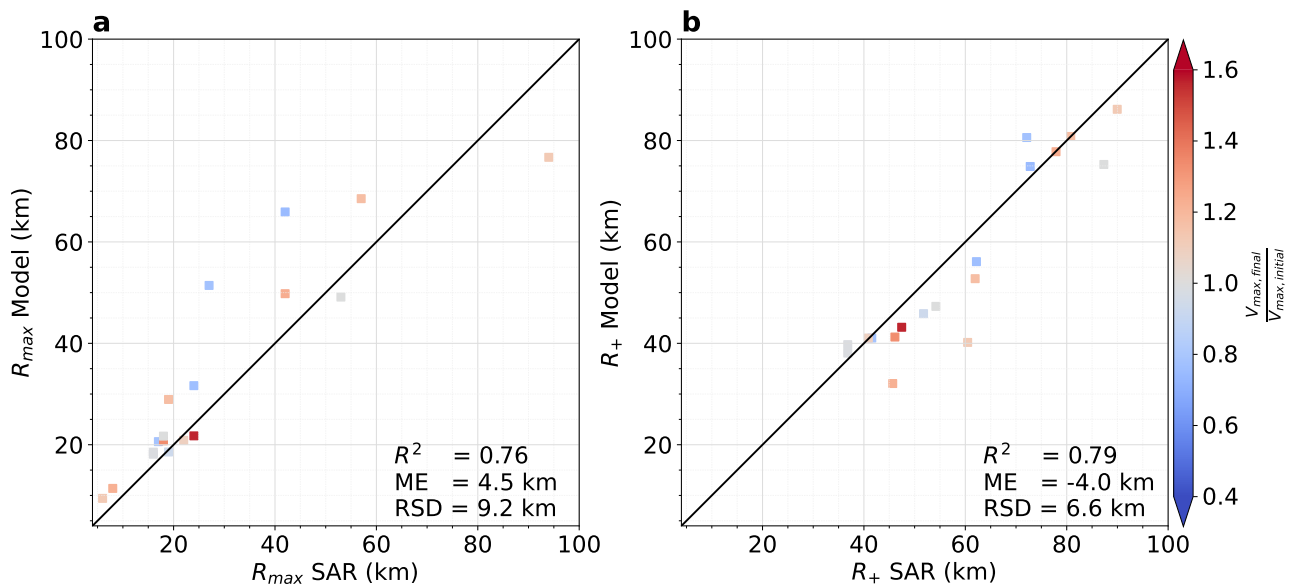 a
100
80
60
40
20
R_max Model (km)
R² = 0.76
ME = 4.5 km
RSD = 9.2 km
20 40 60 80 100
R_max SAR (km)
b
100
80
60
40
20
R_+ Model (km)
R² = 0.79
ME = -4.0 km
RSD = 6.6 km
20 40 60 80 100
R_+ SAR (km)
1.6
1.4
1.2
1.0
0.8
0.6
0.4
V_max,final
V_max,initial